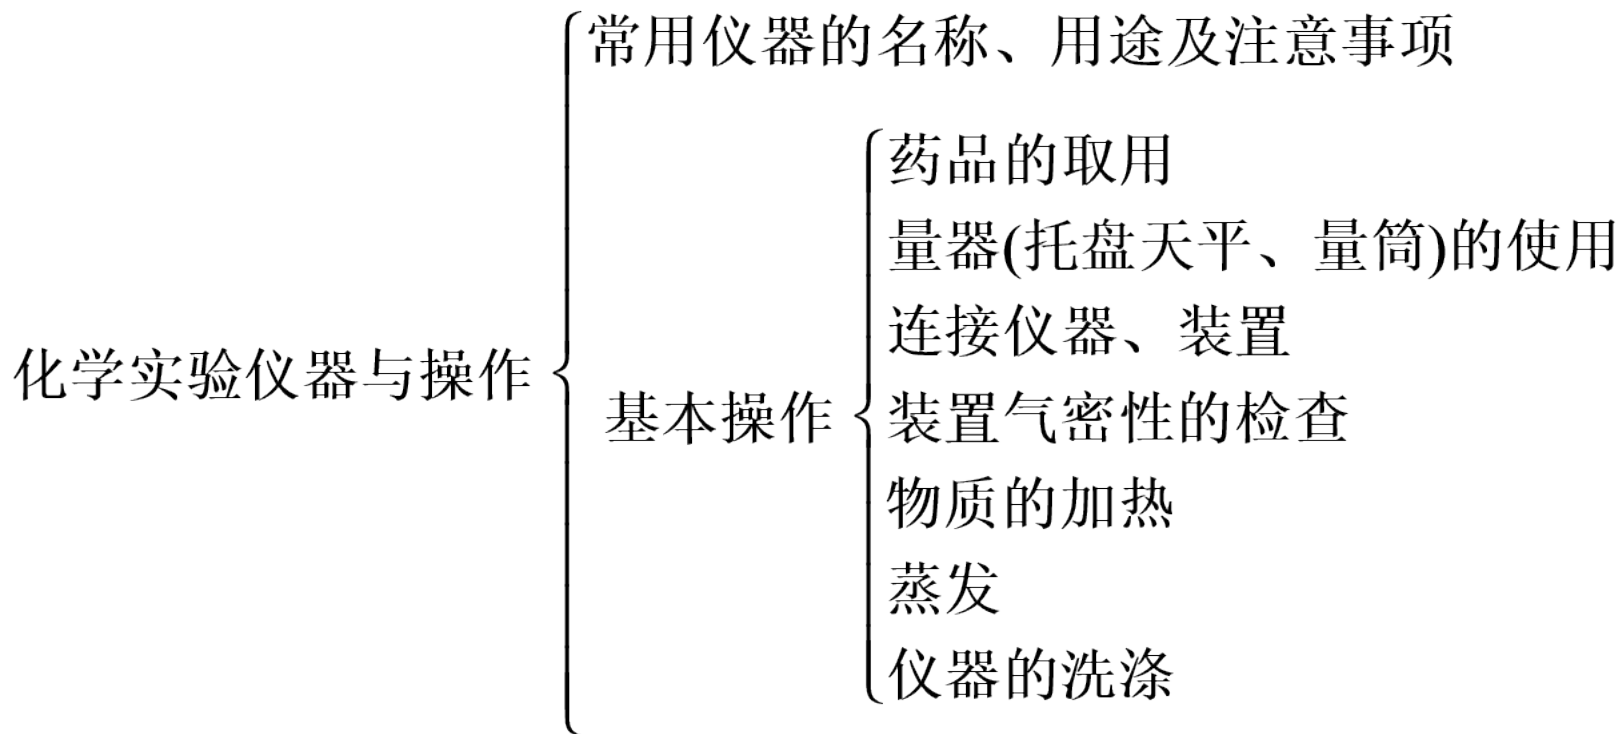 常用仪器的名称、用途及注意事项
药品的取用
量器(托盘天平、量筒)的使用
连接仪器、装置
化学实验仪器与操作
基本操作
装置气密性的检查
物质的加热
蒸发
仪器的洗涤